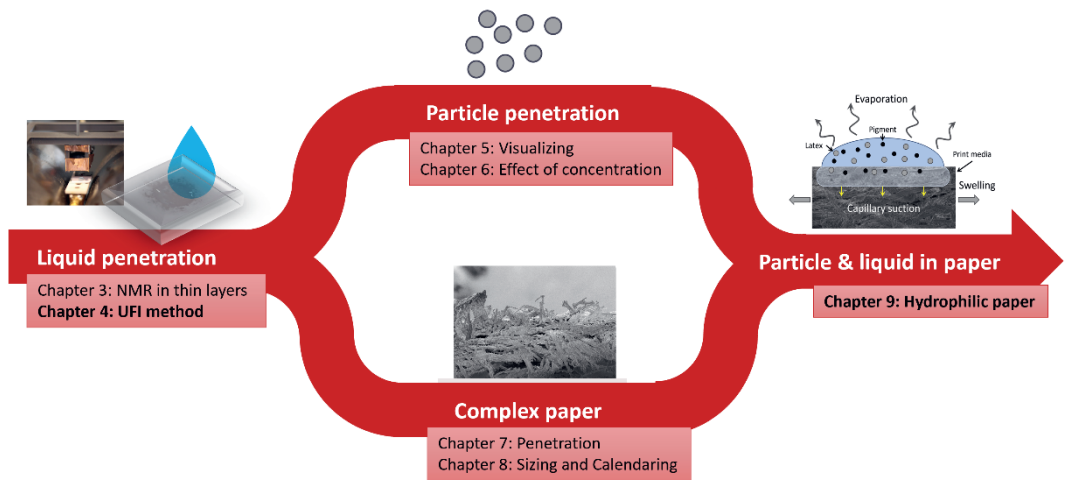 Particle penetration
Chapter 5: Visualizing
Chapter 6: Effect of concentration
Evaporation
Pigment
Latex
Print media
Swelling
Capillary suction
Liquid penetration
Chapter 3: NMR in thin layers
Chapter 4: UFI method
Particle & liquid in paper
Chapter 9: Hydrophilic paper
Complex paper
Chapter 7: Penetration
Chapter 8: Sizing and Calendaring